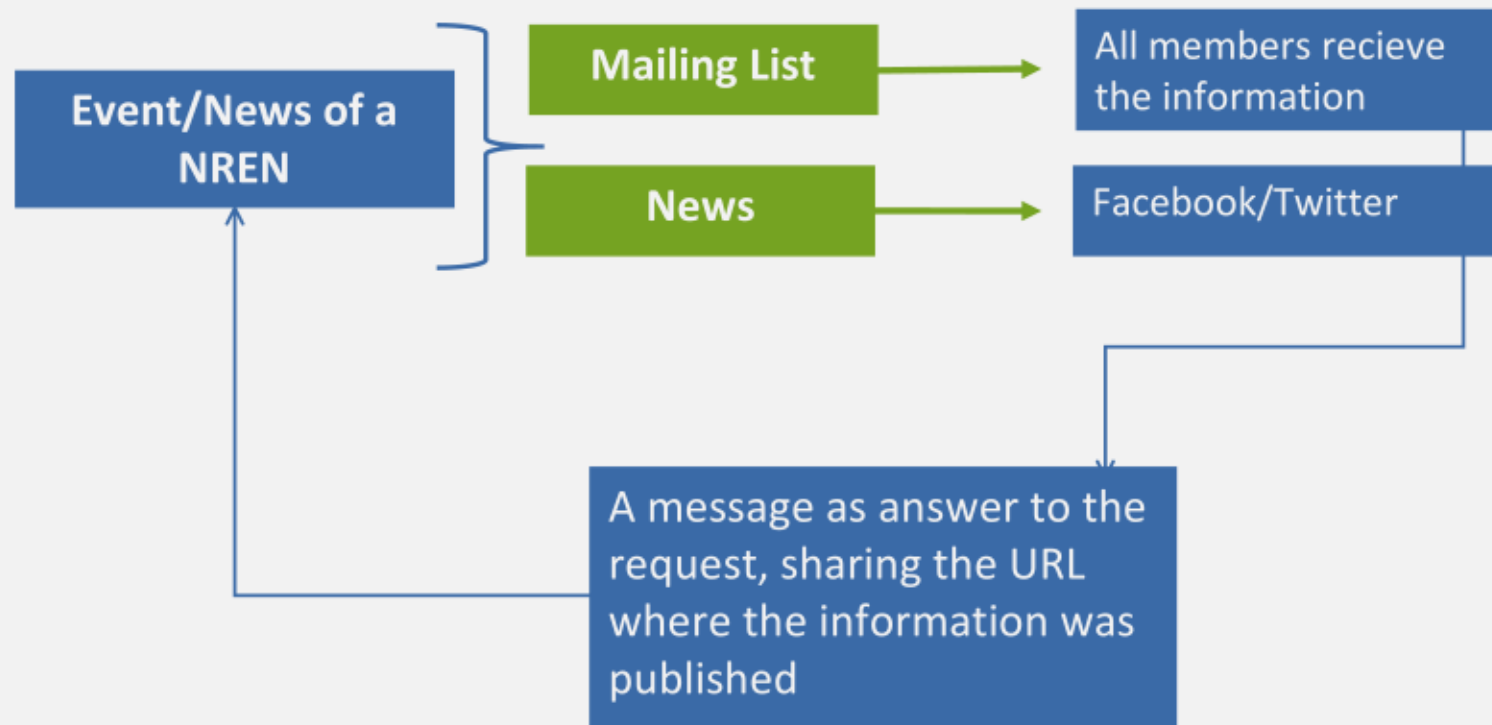 Event/News of a
NREN
Mailing List
All members recieve
the information
News
Facebook/Twitter
A message as answer to the
request, sharing the URL
where the information was
published